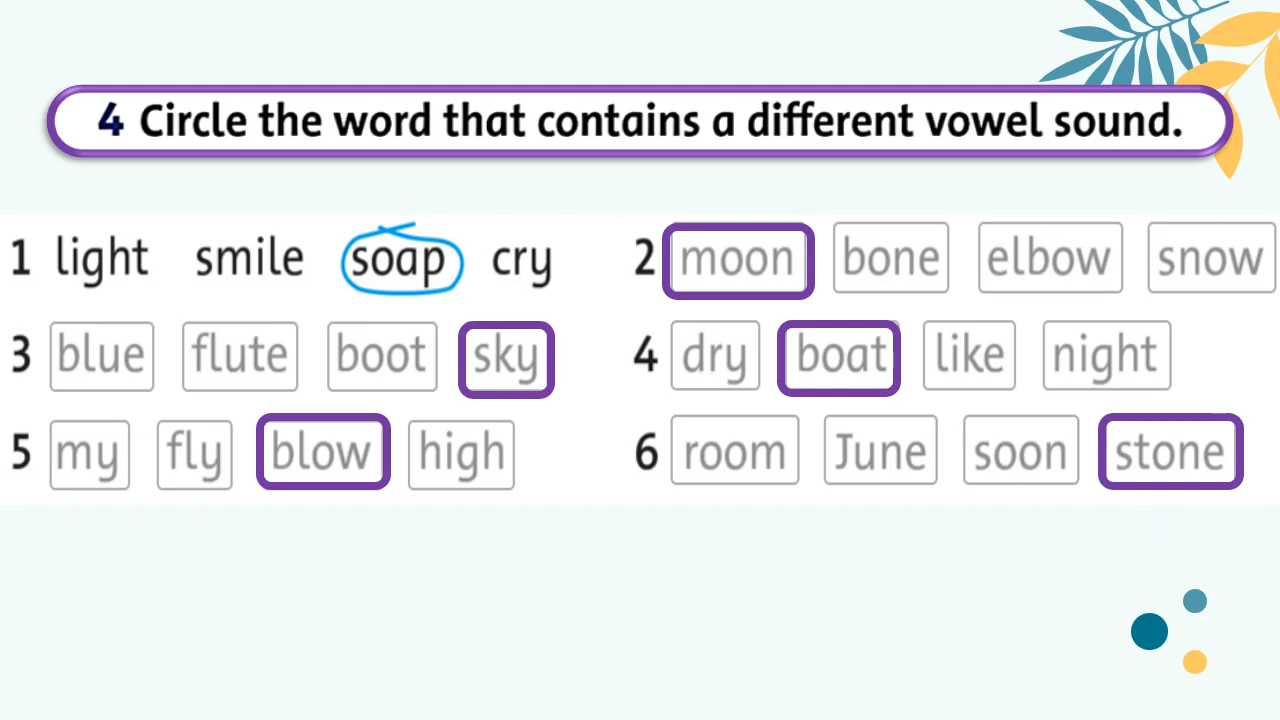 4 Circle the word that contains a different vowel sound.
1 light smile soap cry 2 moon bone elbow snow
3 blue flute boot sky 4 dry boat like night
5 my fly blow high 6 room June soon stone